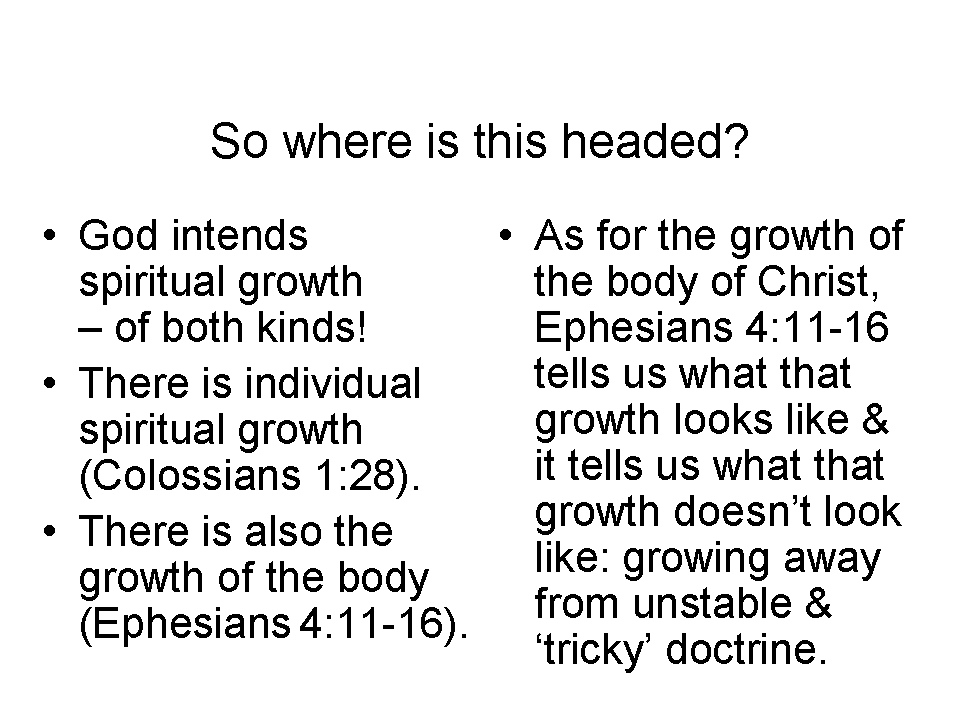 So where is this headed?
• God intends
spiritual growth
– of both kinds!
• There is individual
spiritual growth
(Colossians 1:28).
• There is also the
growth of the body
(Ephesians 4:11-16).
• As for the growth of
the body of Christ,
Ephesians 4:11-16
tells us what that
growth looks like &
it tells us what that
growth doesn’t look
like: growing away
from unstable &
‘tricky’ doctrine.